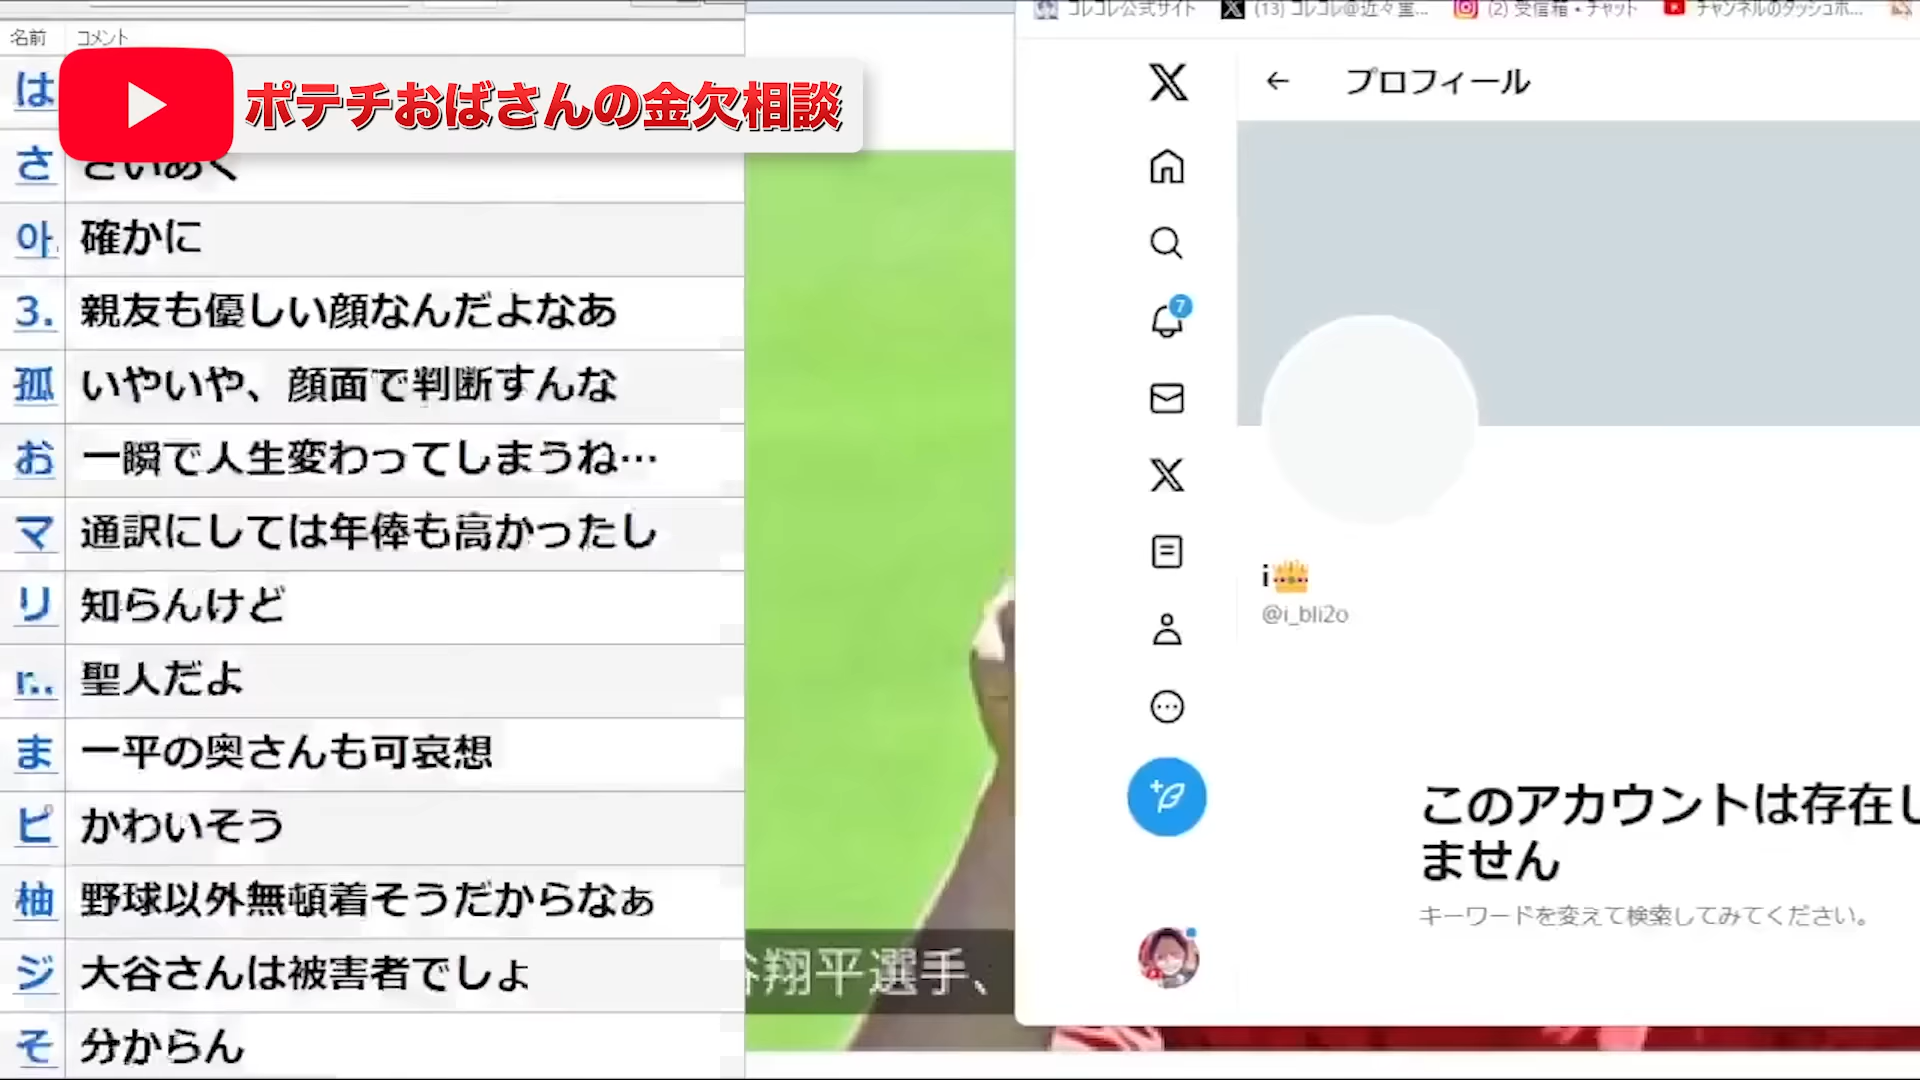 コレコレ公式サイト
(13) コレコレ@近々重...
(2) 受信箱・チャット
チャンネルのダッシュボ...
名前 コメント
は
ポテチおばさんの金欠相談
さ さいあく
아. 確かに
3. 親友も優しい顔なんだよなあ
孤 いやいや、顔面で判断すんな
お 一瞬で人生変わってしまうね…
マ 通訳にしては年俸も高かったし
リ 知らんけど
r.. 聖人だよ
ま 一平の奥さんも可哀想
ピ かわいそう
柚 野球以外無頓着そうだからなぁ
ジ 大谷さんは被害者でしょ
そ 分からん
谷翔平選手、
プロフィール
7
i
@i_bli2o
このアカウントは存在し
ません
キーワードを変えて検索してみてください。